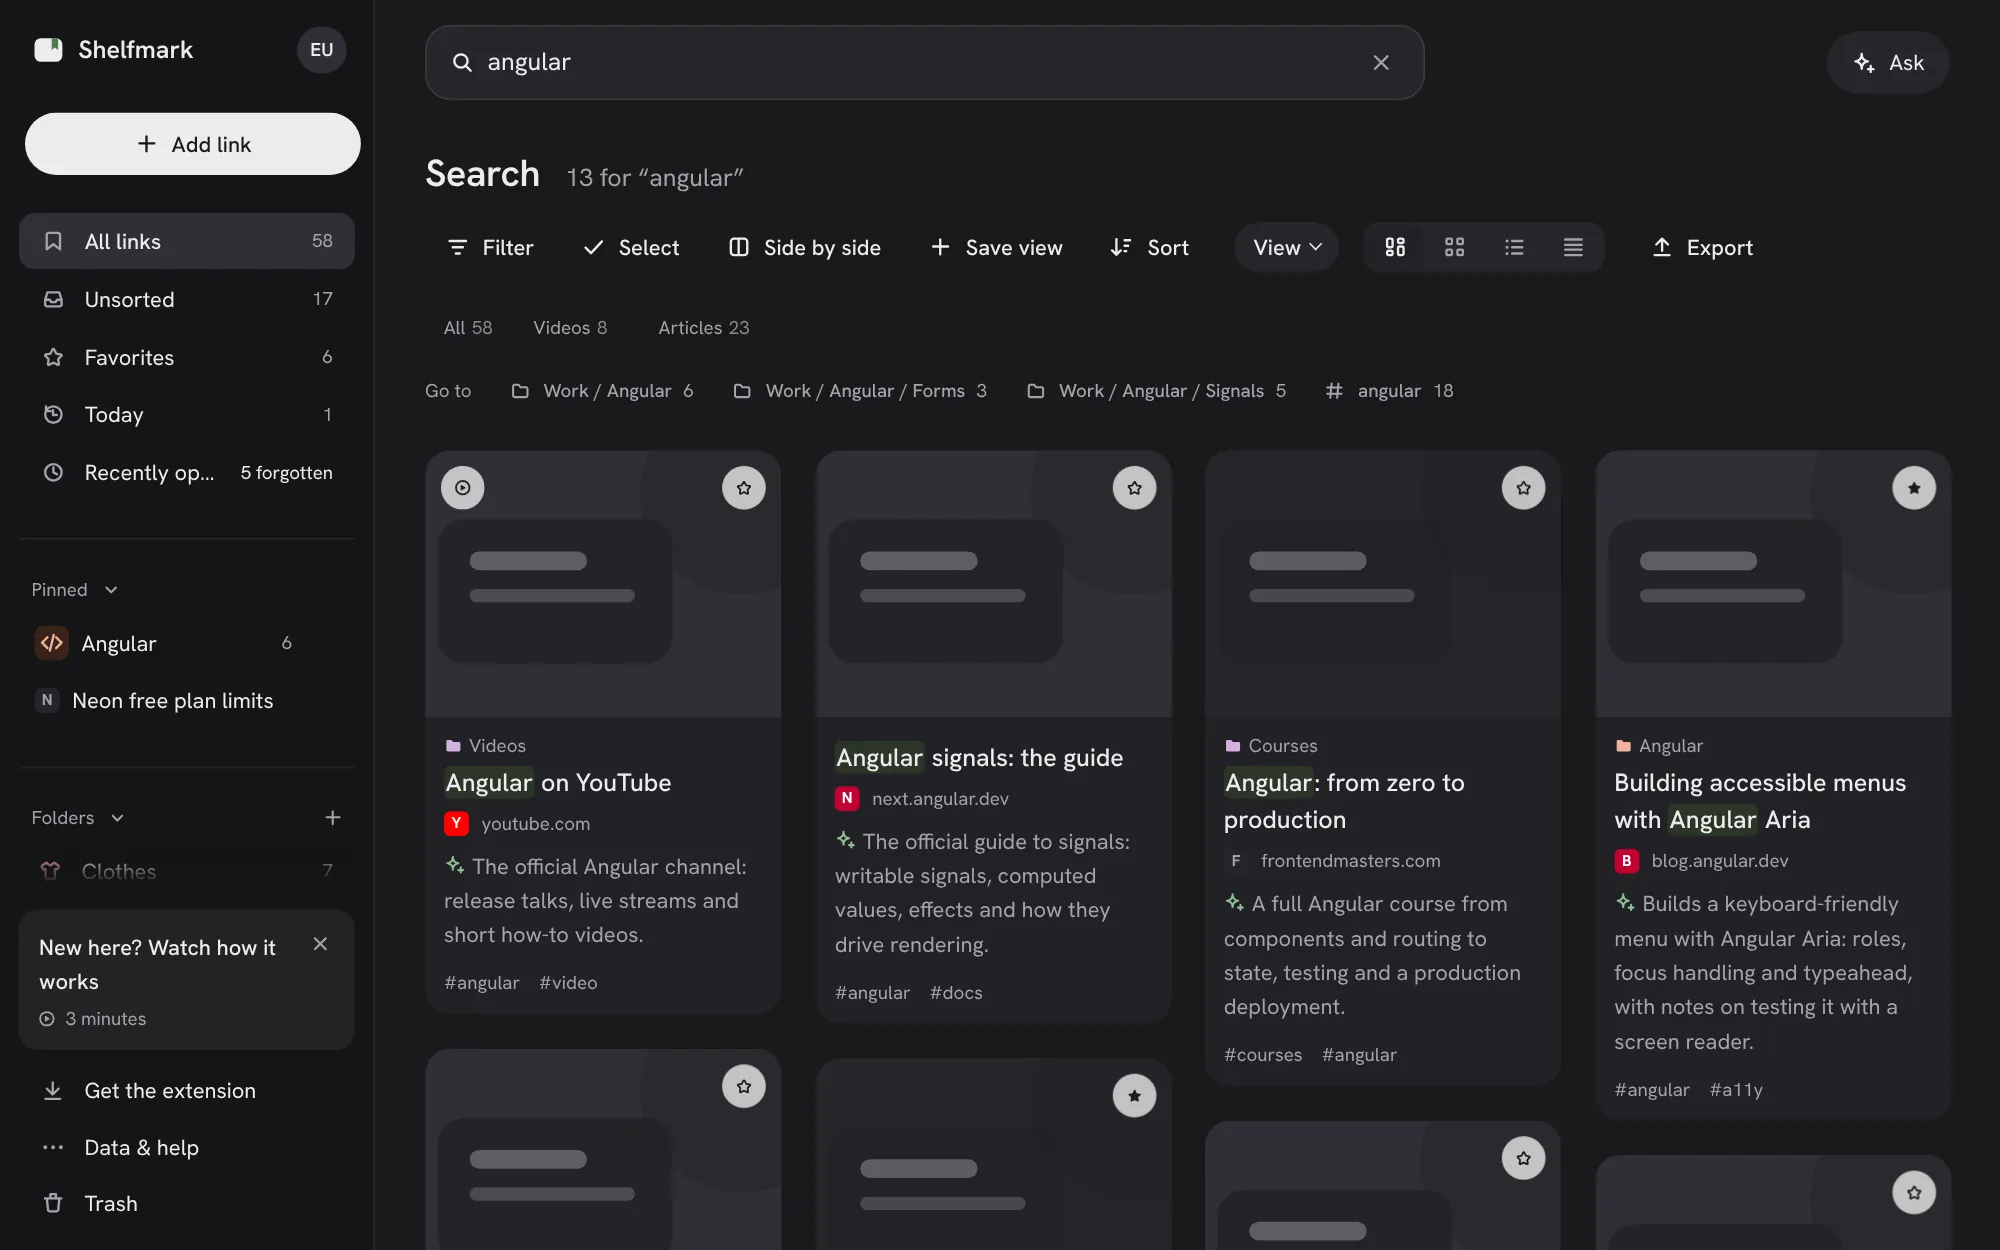 Shelfmark
EU
Add link
All links 58
Unsorted 17
Favorites 6
Today 1
Recently op... 5 forgotten
Pinned
Angular 6
N Neon free plan limits
Folders
Clothes 7
New here? Watch how it
works
3 minutes
Get the extension
Data & help
Trash
angular
Ask
Search 13 for “angular”
Filter Select Side by side Save view Sort View Export
All 58 Videos 8 Articles 23
Go to Work / Angular 6 Work / Angular / Forms 3 Work / Angular / Signals 5 # angular 18
Videos
Angular on YouTube
Y youtube.com
The official Angular channel:
release talks, live streams and
short how-to videos.
#angular #video
Angular signals: the guide
N next.angular.dev
The official guide to signals:
writable signals, computed
values, effects and how they
drive rendering.
#angular #docs
Courses
Angular: from zero to
production
F frontendmasters.com
A full Angular course from
components and routing to
state, testing and a production
deployment.
#courses #angular
Angular
Building accessible menus
with Angular Aria
B blog.angular.dev
Builds a keyboard-friendly
menu with Angular Aria: roles,
focus handling and typeahead,
with notes on testing it with a
screen reader.
#angular #a11y